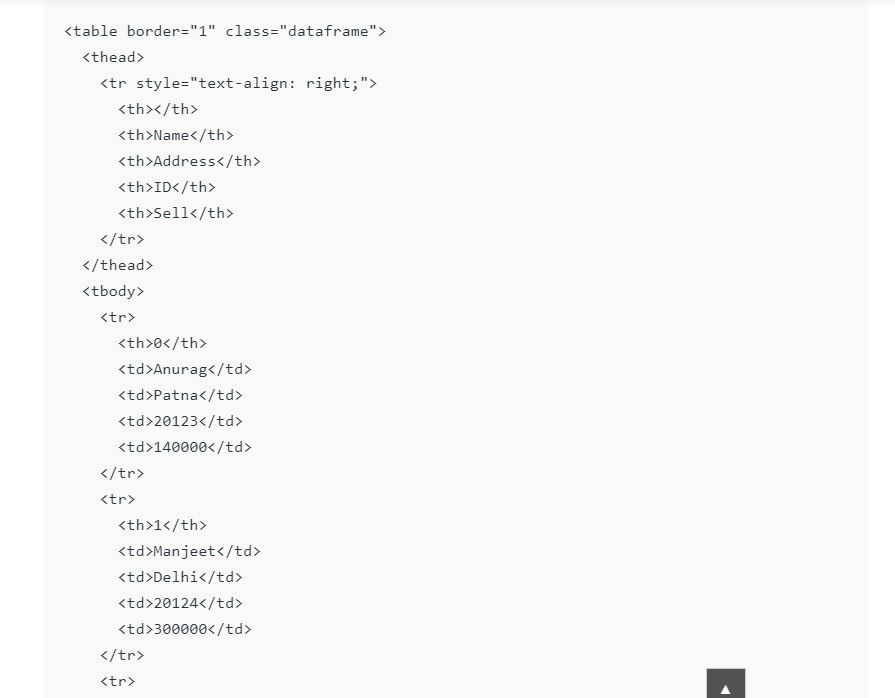 <table border="1" class="dataframe">
  <thead>
    <tr style="text-align: right;">
      <th></th>
      <th>Name</th>
      <th>Address</th>
      <th>ID</th>
      <th>Sell</th>
    </tr>
  </thead>
  <tbody>
    <tr>
      <th>0</th>
      <td>Anurag</td>
      <td>Patna</td>
      <td>20123</td>
      <td>140000</td>
    </tr>
    <tr>
      <th>1</th>
      <td>Manjeet</td>
      <td>Delhi</td>
      <td>20124</td>
      <td>300000</td>
    </tr>
    <tr>